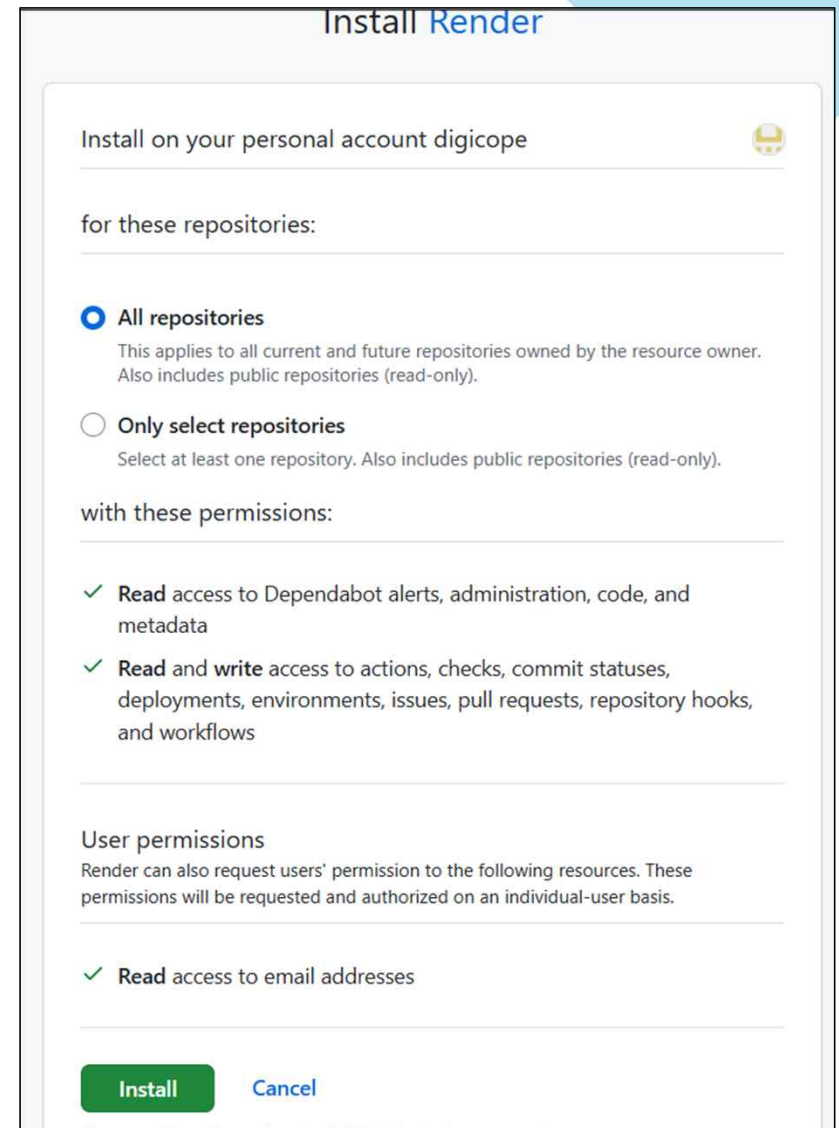 Install Render
Install on your personal account digicope
for these repositories:
All repositories
This applies to all current and future repositories owned by the resource owner.
Also includes public repositories (read-only).
Only select repositories
Select at least one repository. Also includes public repositories (read-only).
with these permissions:
Read access to Dependabot alerts, administration, code, and
metadata
Read and write access to actions, checks, commit statuses,
deployments, environments, issues, pull requests, repository hooks,
and workflows
User permissions
Render can also request users' permission to the following resources. These
permissions will be requested and authorized on an individual-user basis.
Read access to email addresses
Install Cancel